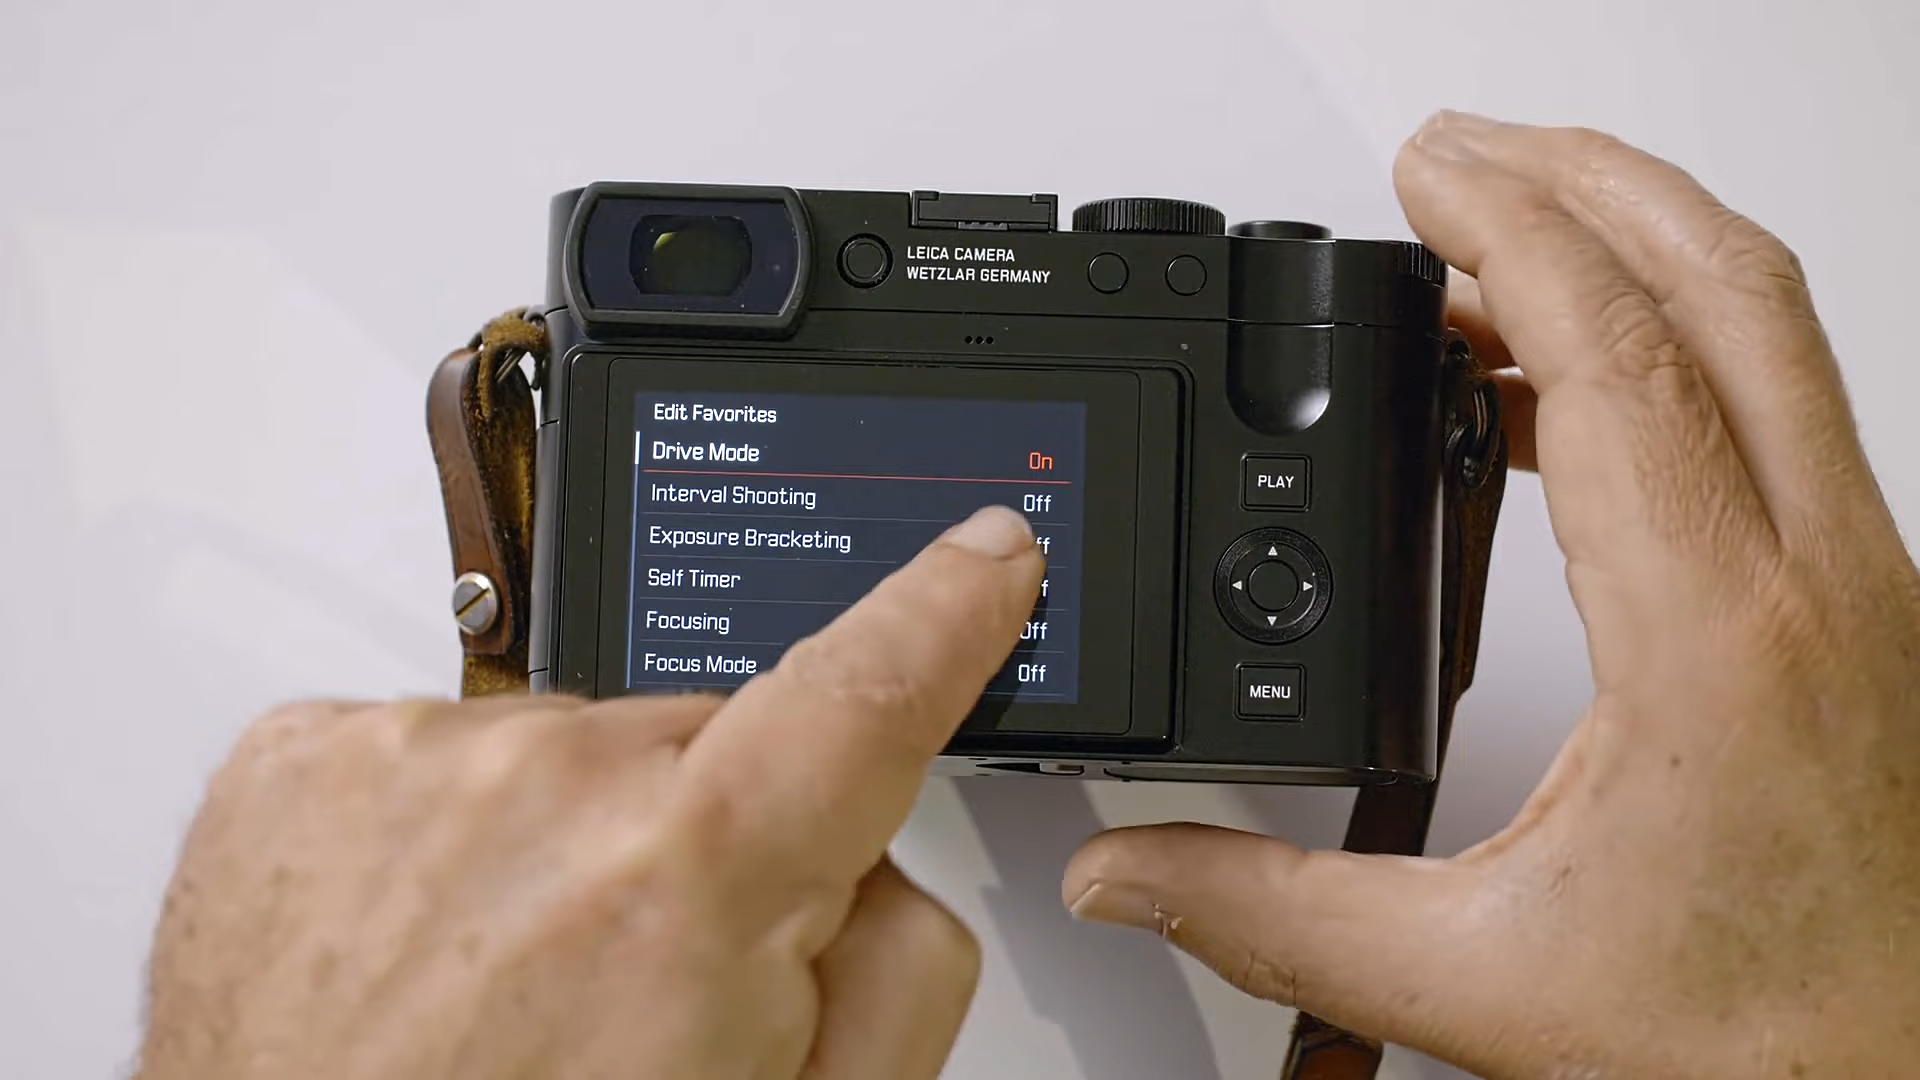 LEICA CAMERA
WETZLAR GERMANY
Edit Favorites
Drive Mode On
Interval Shooting Off
Exposure Bracketing
Self Timer
Focusing Off
Focus Mode Off
PLAY
MENU